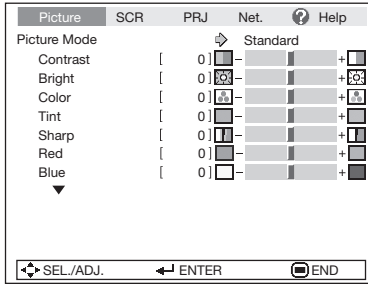 Picture SCR PRJ Net. ? Help
Picture Mode Standard
Contrast [ 0 ] - +
Bright [ 0 ] - +
Color [ 0 ] - +
Tint [ 0 ] - +
Sharp [ 0 ] - +
Red [ 0 ] - +
Blue [ 0 ] - +
SEL./ADJ. ENTER END